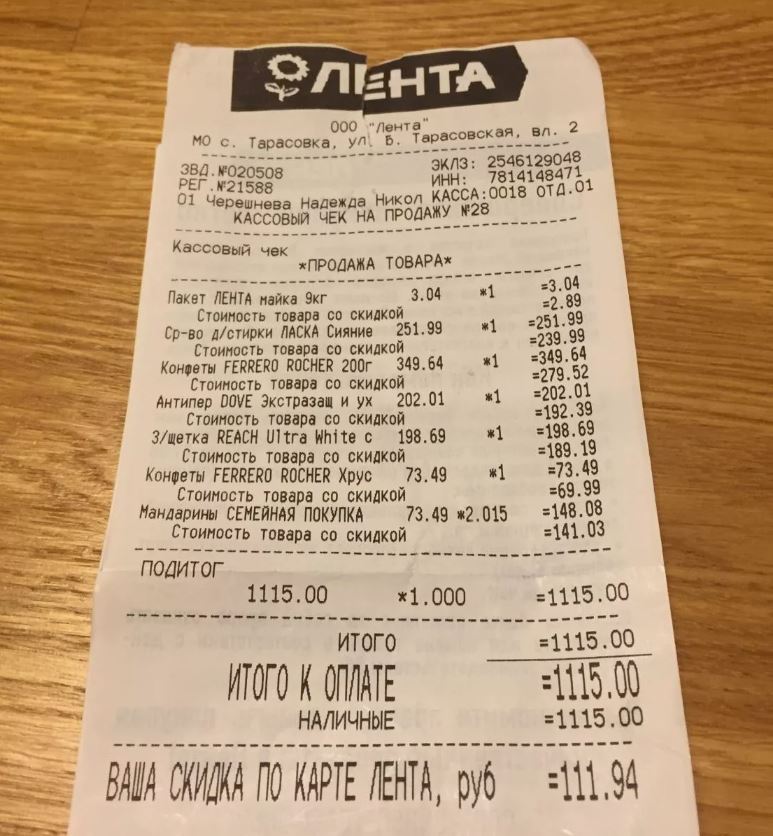 ЛЕНТА
ООО "Лента"
МО с. Тарасовка, ул. Б. Тарасовская, вл. 2
ЗВД.№020508 ЭКЛЗ: 2546129048
РЕГ.№21588 ИНН: 7814148471
01 Черешнева Надежда Никол КАССА:0018 ОТД.01
КАССОВЫЙ ЧЕК НА ПРОДАЖУ №28
Кассовый чек
*ПРОДАЖА ТОВАРА*
Пакет ЛЕНТА майка 9кг 3.04 *1 =3.04
Стоимость товара со скидкой =2.89
Ср-во д/стирки ЛАСКА Сияние 251.99 *1 =251.99
Стоимость товара со скидкой =239.99
Конфеты FERRERO ROCHER 200г 349.64 *1 =349.64
Стоимость товара со скидкой =279.52
Антипер DOVE Экстразащ и ух 202.01 *1 =202.01
Стоимость товара со скидкой =192.39
З/щетка REACH Ultra White с 198.69 *1 =198.69
Стоимость товара со скидкой =189.19
Конфеты FERRERO ROCHER Хрус 73.49 *1 =73.49
Стоимость товара со скидкой =69.99
Мандарины СЕМЕЙНАЯ ПОКУПКА 73.49 *2.015 =148.08
Стоимость товара со скидкой =141.03
ПОДИТОГ
1115.00 *1.000 =1115.00
ИТОГО =1115.00
ИТОГО К ОПЛАТЕ =1115.00
НАЛИЧНЫЕ =1115.00
ВАША СКИДКА ПО КАРТЕ ЛЕНТА, руб =111.94